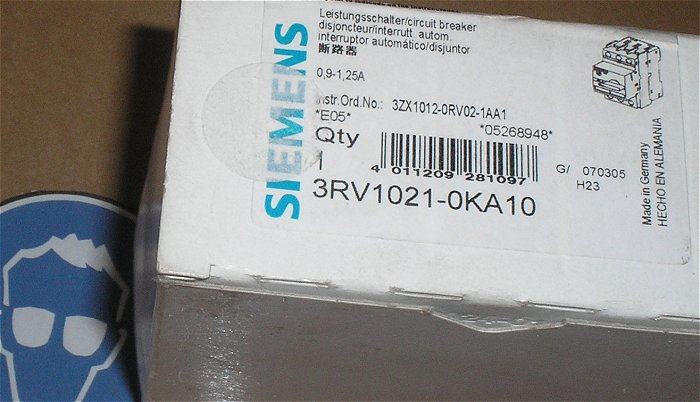 SIEMENS
Leistungsschalter/circuit breaker
disjoncteur/interrutt. autom.
interruptor automático/disjuntor
断路器
0,9-1,25A
Instr.Ord.No.: 3ZX1012-0RV02-1AA1
*E05* *05268948*
Qty
1
4 011209 281097
G/ 070305
H23
3RV1021-0KA10
Made in Germany
HECHO EN ALEMANIA